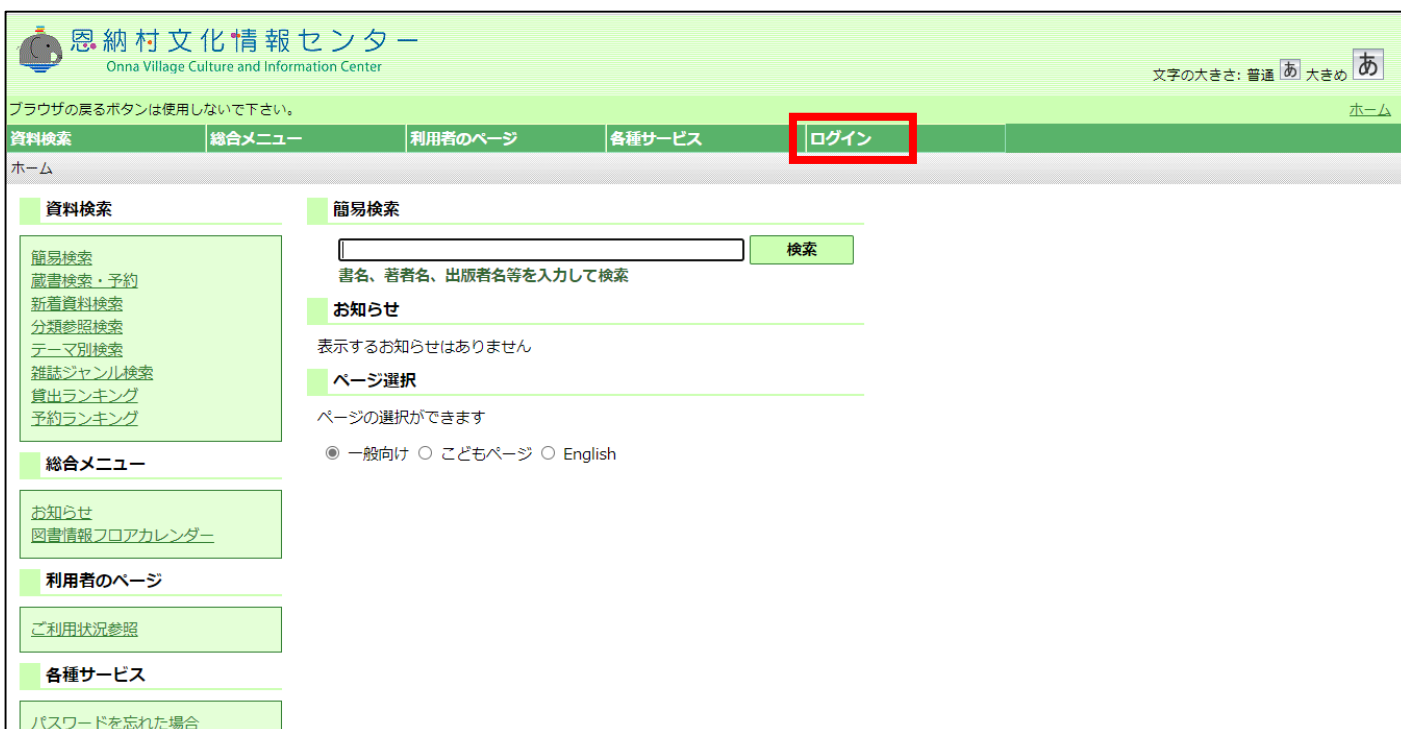 恩納村文化情報センター
Onna Village Culture and Information Center
文字の大きさ: 普通 あ 大きめ あ
ブラウザの戻るボタンは使用しないで下さい。 ホーム
資料検索 総合メニュー 利用者のページ 各種サービス ログイン
ホーム
資料検索
簡易検索
蔵書検索・予約
新着資料検索
分類参照検索
テーマ別検索
雑誌ジャンル検索
貸出ランキング
予約ランキング
総合メニュー
お知らせ
図書情報フロアカレンダー
利用者のページ
ご利用状況参照
各種サービス
パスワードを忘れた場合
簡易検索
検索
書名、著者名、出版者名等を入力して検索
お知らせ
表示するお知らせはありません
ページ選択
ページの選択ができます
一般向け こどもページ English